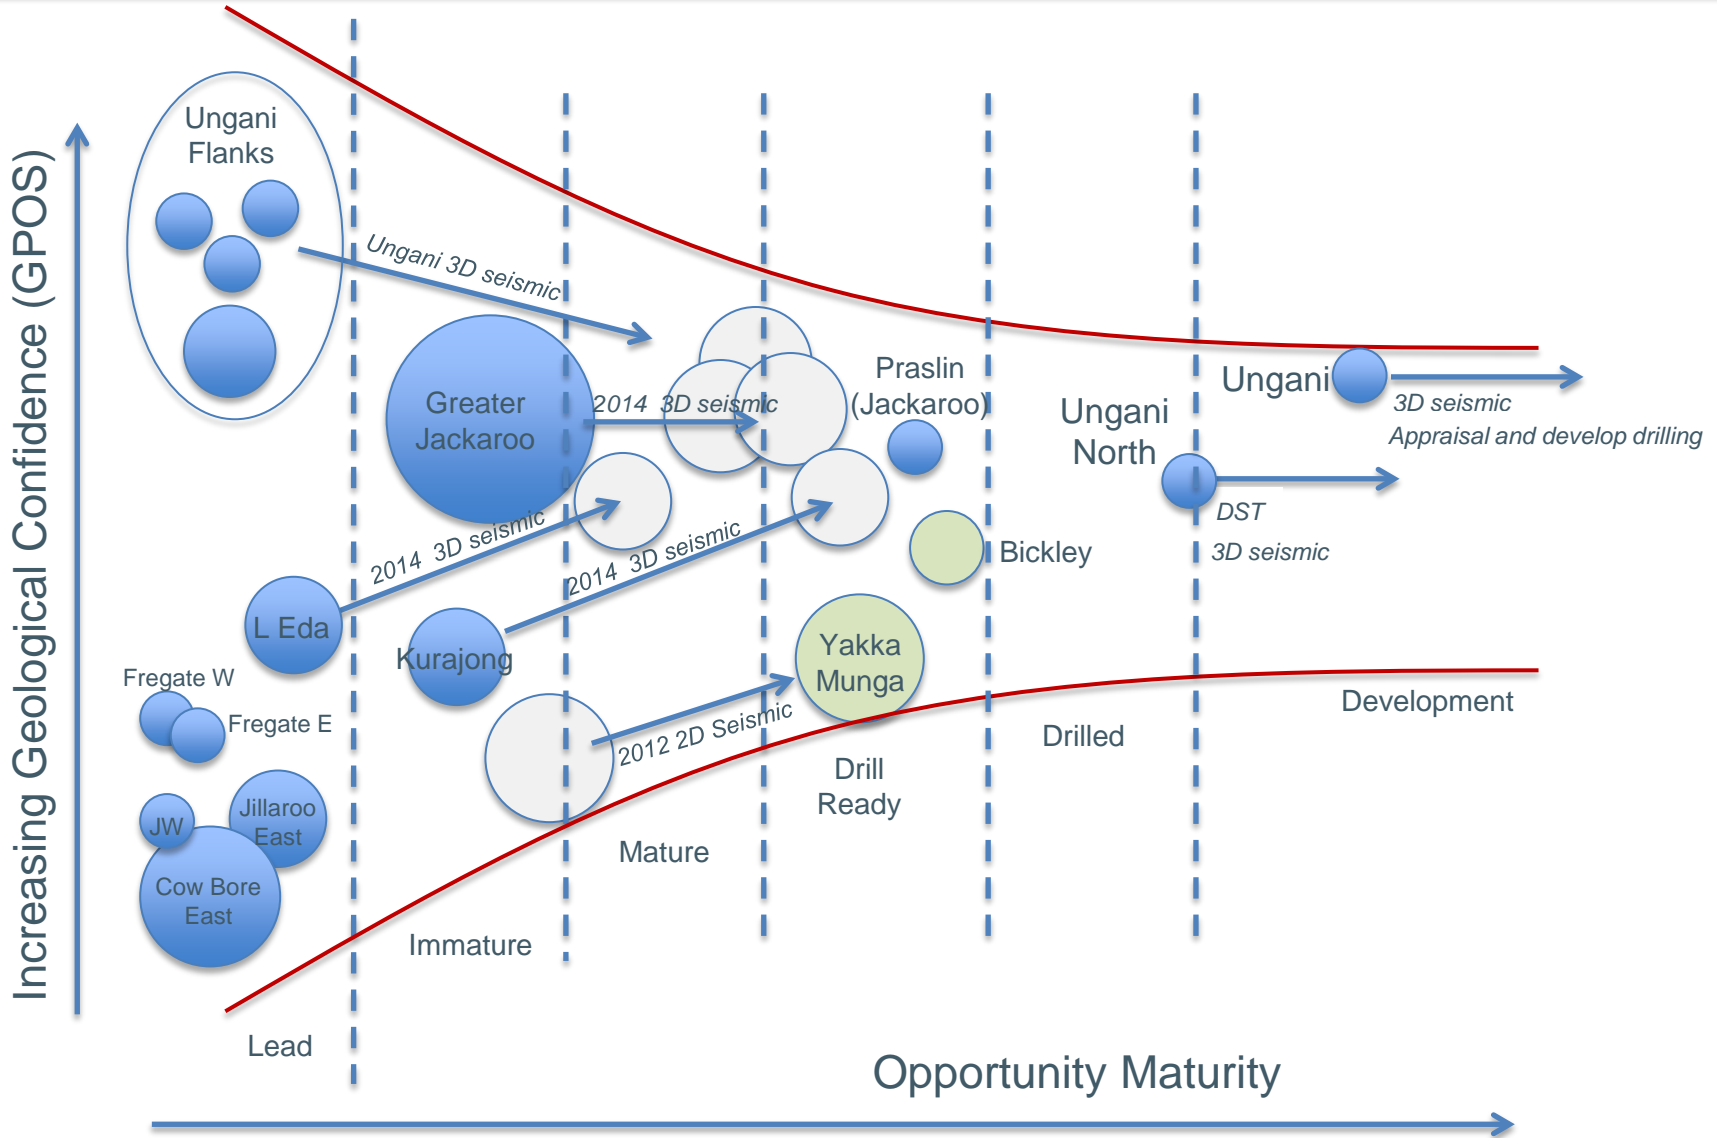 Increasing Geological Confidence (GPOS)
Ungani
Flanks
Ungani 3D seismic
Greater
Jackaroo
2014 3D seismic
Praslin
(Jackaroo)
Ungani
North
Ungani
3D seismic
Appraisal and develop drilling
DST
3D seismic
2014 3D seismic
2014 3D seismic
Bickley
L Eda
Kurajong
Yakka
Munga
Fregate W
Fregate E
2012 2D Seismic
JW
Jillaroo
East
Cow Bore
East
Development
Drilled
Drill
Ready
Mature
Immature
Lead
Opportunity Maturity